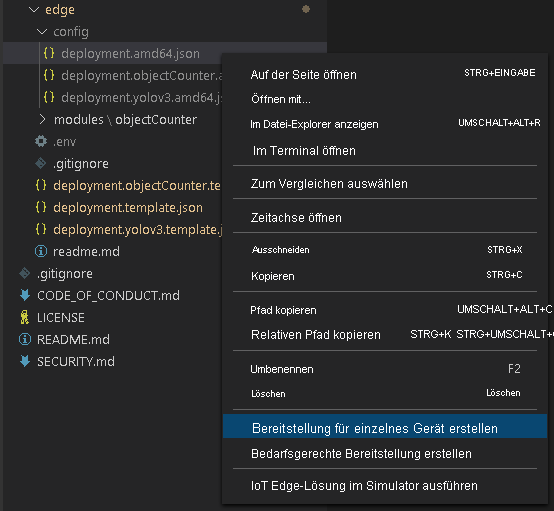 edge
config
deployment.amd64.json
deployment.objectCounter.a
deployment.yolov3.amd64.js
modules \ objectCounter
.env
.gitignore
deployment.objectCounter.te
deployment.template.json
deployment.yolov3.template.j
readme.md
.gitignore
CODE_OF_CONDUCT.md
LICENSE
README.md
SECURITY.md
Auf der Seite öffnen STRG+EINGABE
Öffnen mit...
Im Datei-Explorer anzeigen UMSCHALT+ALT+R
Im Terminal öffnen
Zum Vergleichen auswählen
Zeitachse öffnen
Ausschneiden STRG+X
Kopieren STRG+C
Pfad kopieren UMSCHALT+ALT+C
Relativen Pfad kopieren STRG+K STRG+UMSCHALT+
Umbenennen F2
Löschen Löschen
Bereitstellung für einzelnes Gerät erstellen
Bedarfsgerechte Bereitstellung erstellen
IoT Edge-Lösung im Simulator ausführen